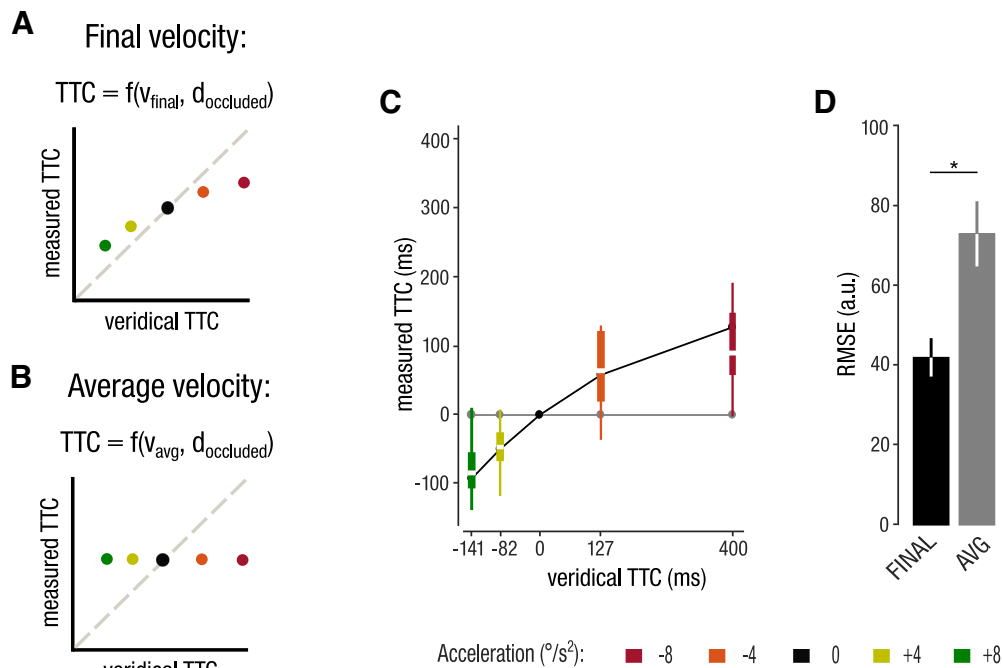 A
Final velocity:
TTC = f(v_final, d_occluded)
measured TTC
veridical TTC
B
Average velocity:
TTC = f(v_avg, d_occluded)
measured TTC
veridical TTC
C
measured TTC (ms)
400
300
200
100
0
-100
-141 -82 0 127 400
veridical TTC (ms)
D
RMSE (a.u.)
100
80
60
40
20
0
*
FINAL AVG
Acceleration (°/s²): -8 -4 0 +4 +8